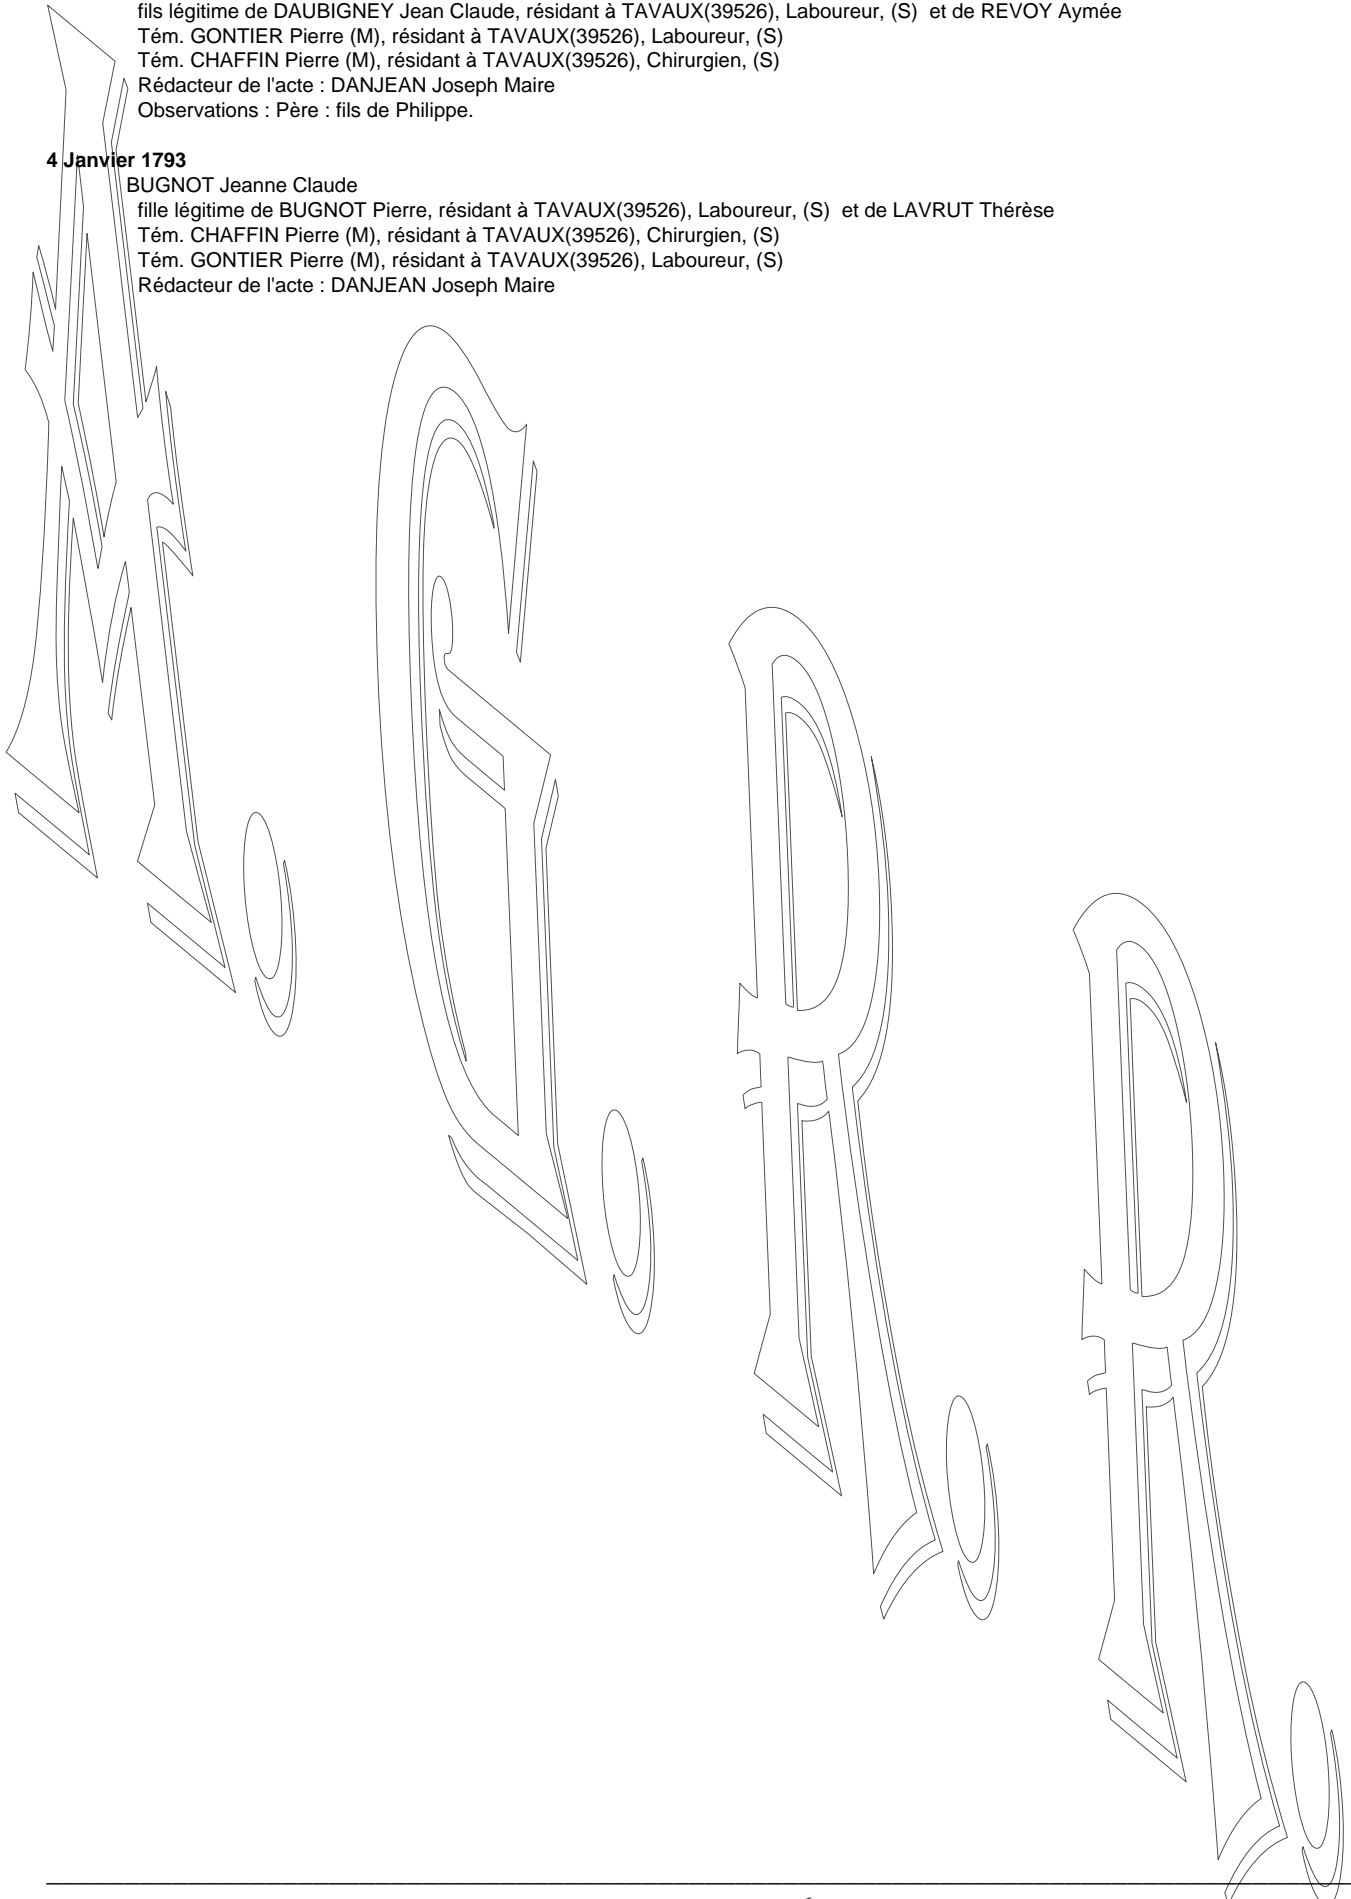 fils légitime de DAUBIGNEY Jean Claude, résidant à TAVAUX(39526), Laboureur, (S)  et de REVOY Aymée
Tém. GONTIER Pierre (M), résidant à TAVAUX(39526), Laboureur, (S)
Tém. CHAFFIN Pierre (M), résidant à TAVAUX(39526), Chirurgien, (S)
Rédacteur de l'acte : DANJEAN Joseph Maire
Observations : Père : fils de Philippe.
4 Janvier 1793
BUGNOT Jeanne Claude
fille légitime de BUGNOT Pierre, résidant à TAVAUX(39526), Laboureur, (S)  et de LAVRUT Thérèse
Tém. CHAFFIN Pierre (M), résidant à TAVAUX(39526), Chirurgien, (S)
Tém. GONTIER Pierre (M), résidant à TAVAUX(39526), Laboureur, (S)
Rédacteur de l'acte : DANJEAN Joseph Maire